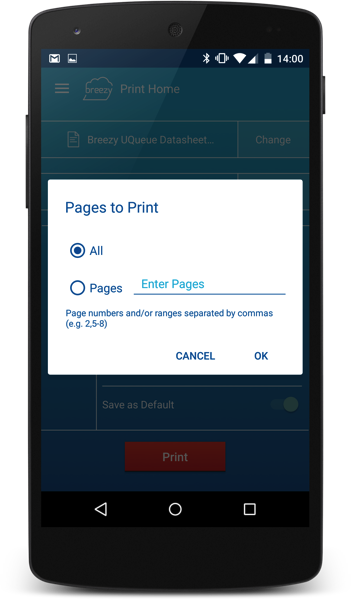 14:00
breezy Print Home
Breezy UQueue Datasheet... Change
Pages to Print
All
Pages Enter Pages
Page numbers and/or ranges separated by commas
(e.g. 2,5-8)
CANCEL OK
Save as Default
Print